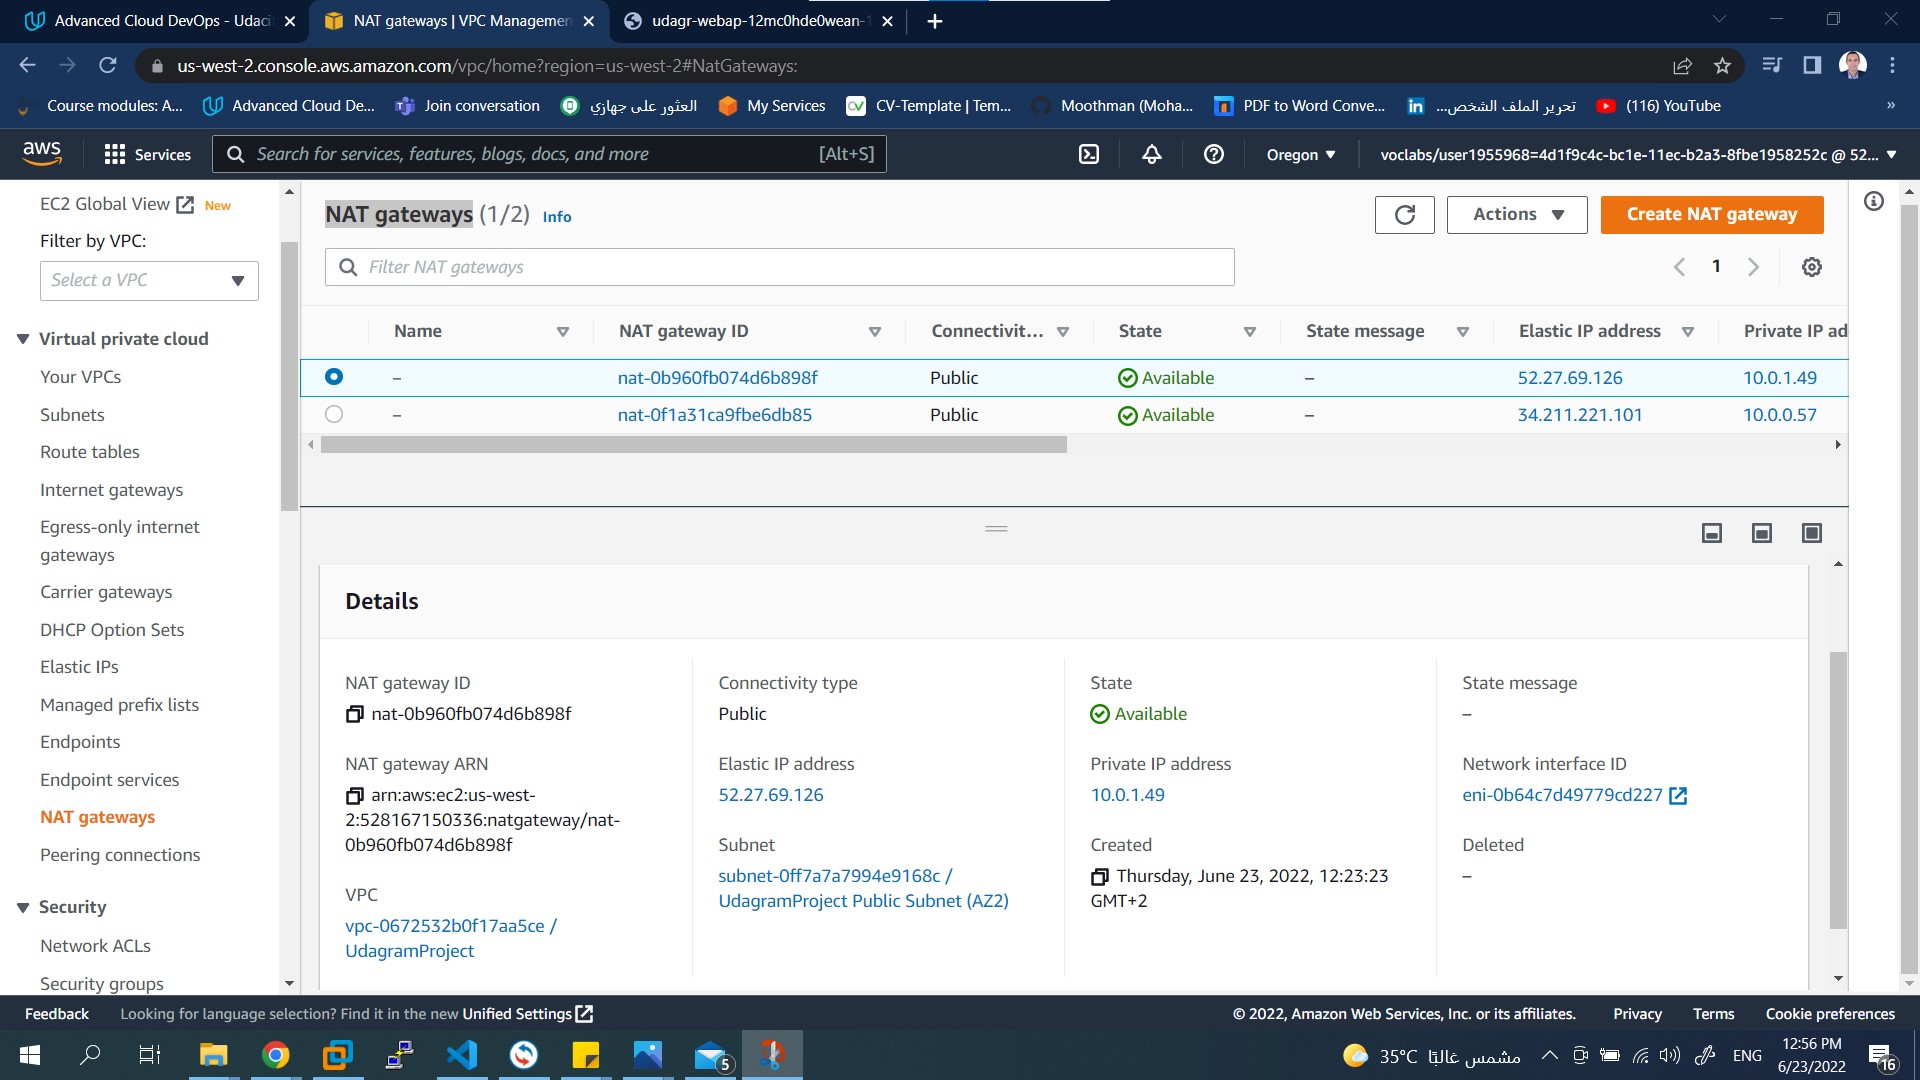 Advanced Cloud DevOps - Udaci
NAT gateways | VPC Managemen
udagr-webap-12mc0hde0wean-1
us-west-2.console.aws.amazon.com/vpc/home?region=us-west-2#NatGateways:
Course modules: A...
Advanced Cloud De...
Join conversation
العثور على جهازي
My Services
CV-Template | Tem...
Moothman (Moha...
PDF to Word Conve...
تحرير الملف الشخص...
(116) YouTube
»
aws
Services
Search for services, features, blogs, docs, and more
[Alt+S]
Oregon
voclabs/user1955968=4d1f9c4c-bc1e-11ec-b2a3-8fbe1958252c @ 52...
EC2 Global View
New
Filter by VPC:
Select a VPC
Virtual private cloud
Your VPCs
Subnets
Route tables
Internet gateways
Egress-only internet
gateways
Carrier gateways
DHCP Option Sets
Elastic IPs
Managed prefix lists
Endpoints
Endpoint services
NAT gateways
Peering connections
Security
Network ACLs
Security groups
NAT gateways (1/2) Info
Actions
Create NAT gateway
Filter NAT gateways
1
Name
NAT gateway ID
Connectivit...
State
State message
Elastic IP address
Private IP ad
– nat-0b960fb074d6b898f Public Available – 52.27.69.126 10.0.1.49
– nat-0f1a31ca9fbe6db85 Public Available – 34.211.221.101 10.0.0.57
Details
NAT gateway ID
nat-0b960fb074d6b898f
NAT gateway ARN
arn:aws:ec2:us-west-
2:528167150336:natgateway/nat-
0b960fb074d6b898f
VPC
vpc-0672532b0f17aa5ce /
UdagramProject
Connectivity type
Public
Elastic IP address
52.27.69.126
Subnet
subnet-0ff7a7a7994e9168c /
UdagramProject Public Subnet (AZ2)
State
Available
Private IP address
10.0.1.49
Created
Thursday, June 23, 2022, 12:23:23
GMT+2
State message
–
Network interface ID
eni-0b64c7d49779cd227
Deleted
–
Feedback
Looking for language selection? Find it in the new Unified Settings
© 2022, Amazon Web Services, Inc. or its affiliates.
Privacy
Terms
Cookie preferences
5
35°C مشمس غالبًا
ENG
12:56 PM
6/23/2022
16